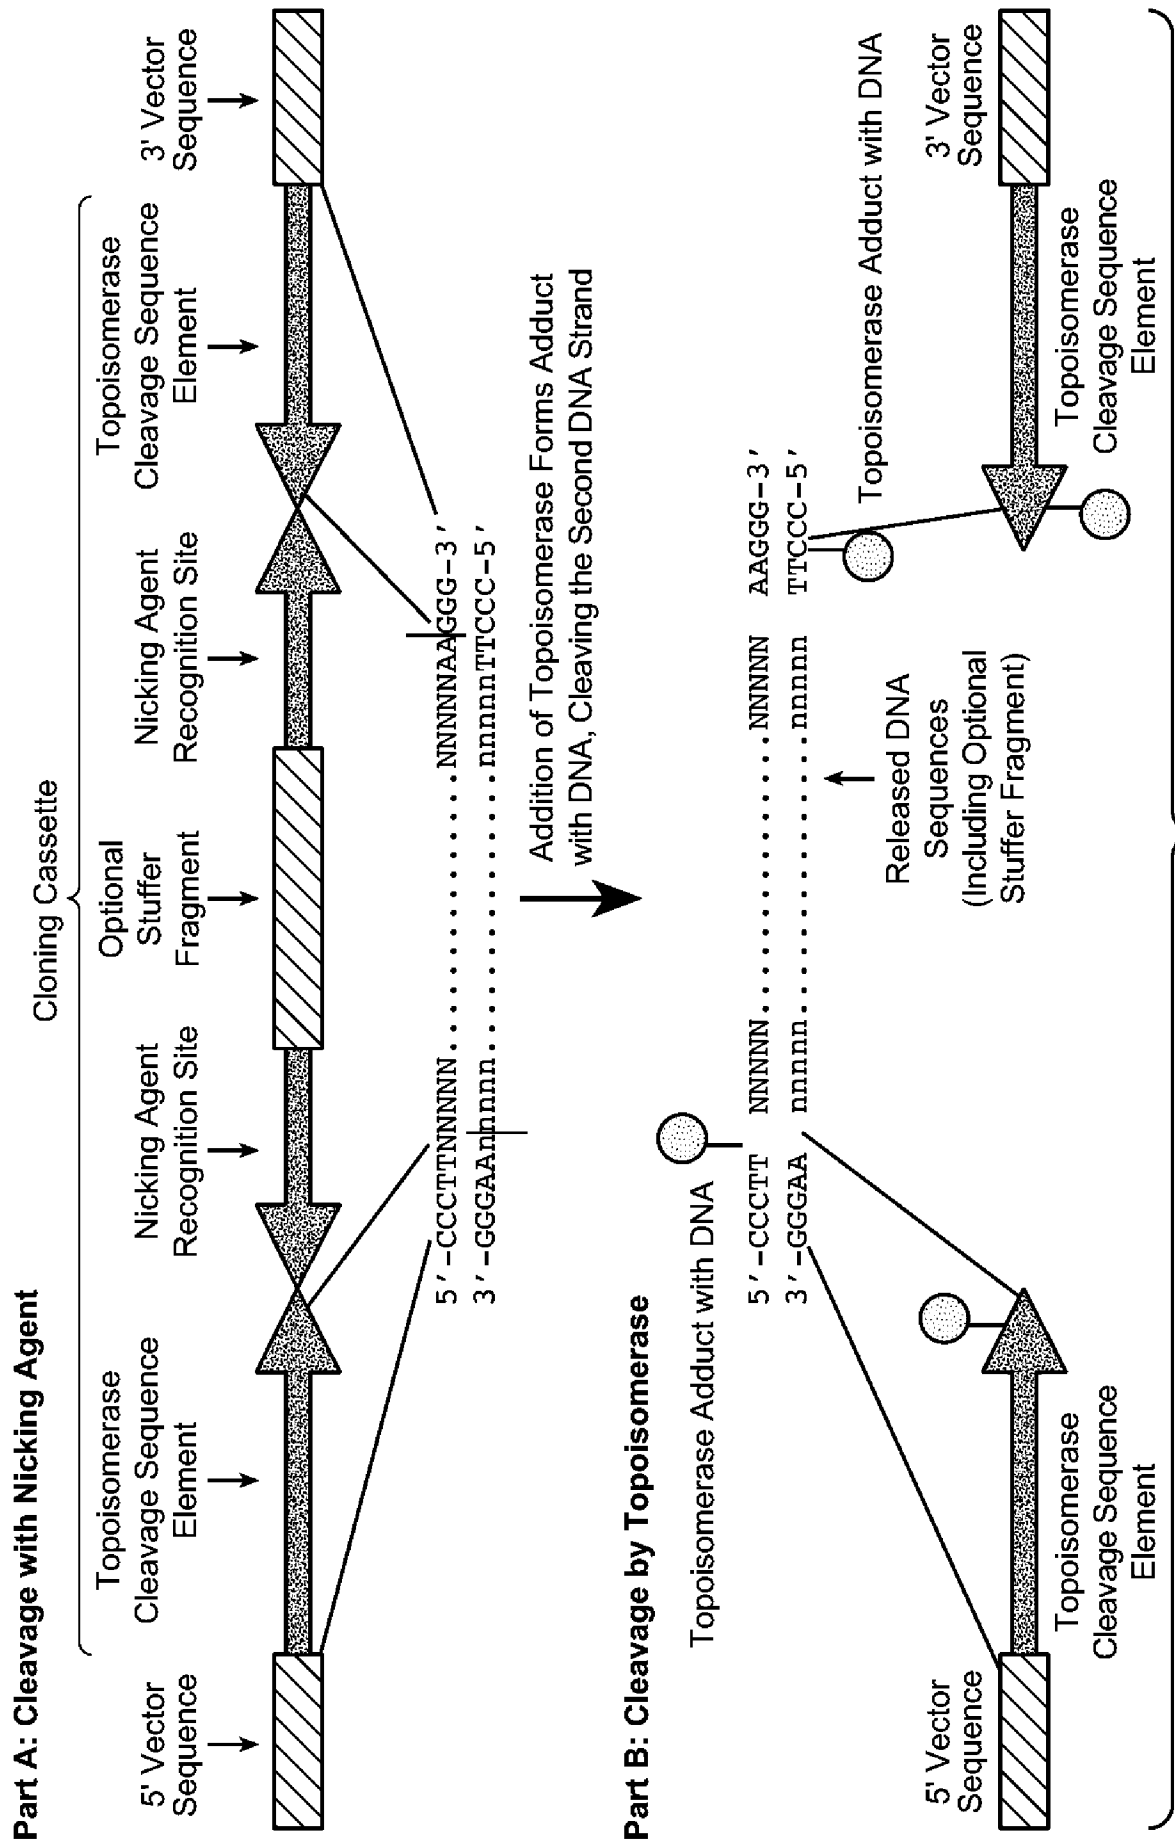 Part A: Cleavage with Nicking Agent
Cloning Cassette
5' Vector
Sequence
Topoisomerase
Cleavage Sequence
Element
Nicking Agent
Recognition Site
Optional
Stuffer
Fragment
Nicking Agent
Recognition Site
Topoisomerase
Cleavage Sequence
Element
3' Vector
Sequence
5'-CCCTTNNNNN..................NNNNNAAGGG-3'
3'-GGGAAnnnnn..................nnnnnTTCCC-5'
Addition of Topoisomerase Forms Adduct
with DNA, Cleaving the Second DNA Strand
Part B: Cleavage by Topoisomerase
Topoisomerase Adduct with DNA
5'-CCCTT NNNNN..................NNNNN AAGGG-3'
3'-GGGAA nnnnn..................nnnnn TTCCC-5'
Topoisomerase Adduct with DNA
Released DNA
Sequences
(Including Optional
Stuffer Fragment)
5' Vector
Sequence
Topoisomerase
Cleavage Sequence
Element
3' Vector
Sequence
Topoisomerase
Cleavage Sequence
Element